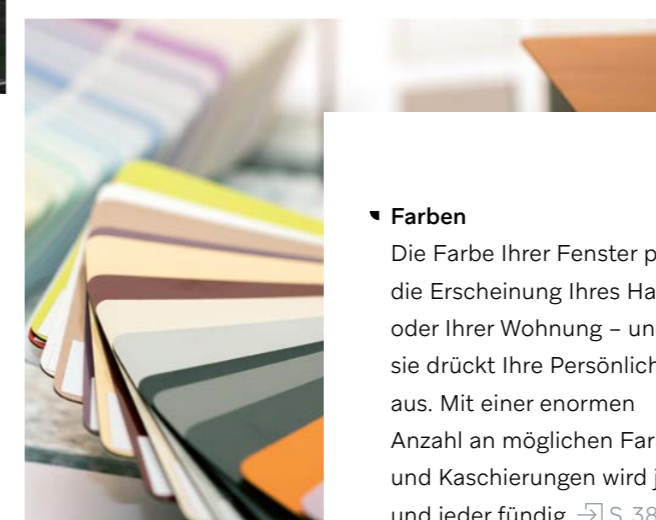 Farben
Die Farbe Ihrer Fenster p
die Erscheinung Ihres Ha
oder Ihrer Wohnung – un
sie drückt Ihre Persönlich
aus. Mit einer enormen
Anzahl an möglichen Far
und Kaschierungen wird j
und jeder fündig. S. 38